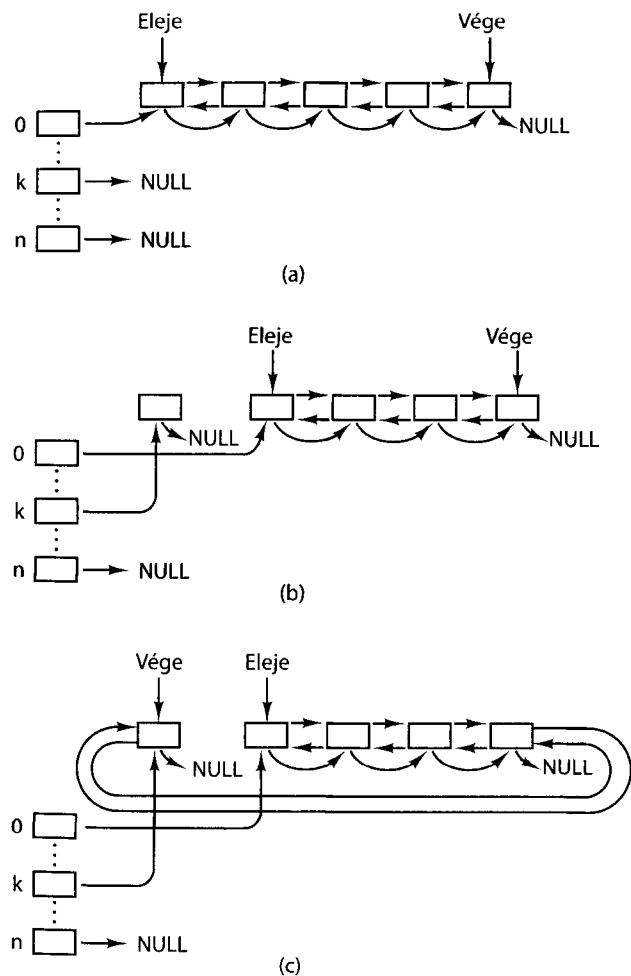 Eleje Vége
0 NULL
k NULL
n NULL
(a)
Eleje Vége
NULL NULL
0
k
n NULL
(b)
Vége Eleje
NULL NULL
0
k
n NULL
(c)